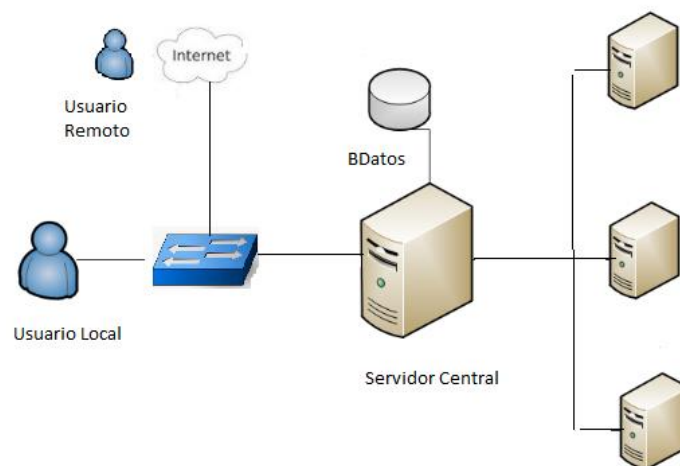 Internet
Usuario
Remoto
BDatos
Usuario Local
Servidor Central